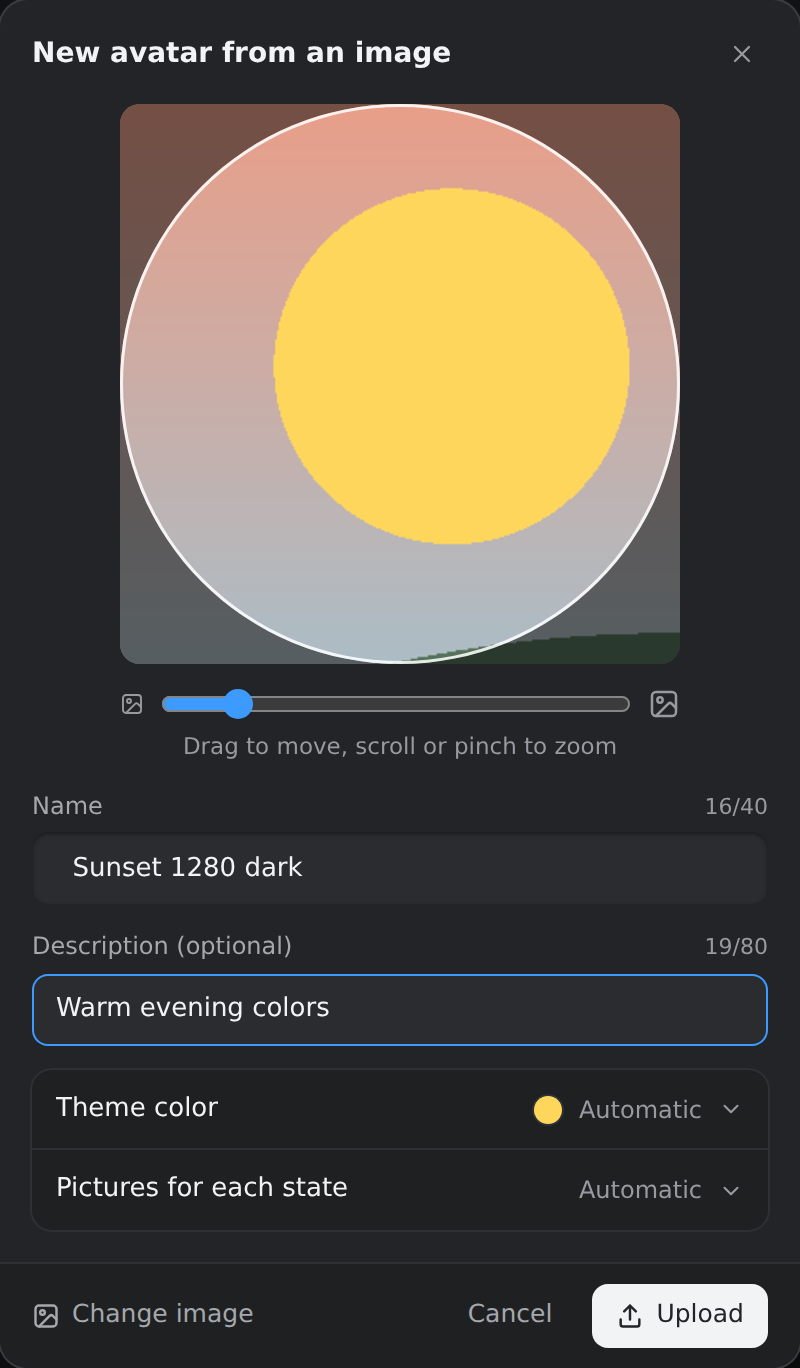 New avatar from an image
Drag to move, scroll or pinch to zoom
Name 16/40
Sunset 1280 dark
Description (optional) 19/80
Warm evening colors
Theme color Automatic
Pictures for each state Automatic
Change image Cancel Upload